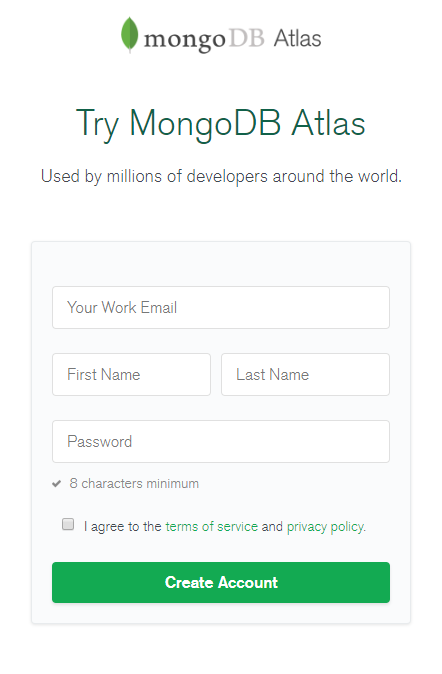 mongoDB Atlas
Try MongoDB Atlas
Used by millions of developers around the world.
Your Work Email
First Name Last Name
Password
8 characters minimum
I agree to the terms of service and privacy policy.
Create Account